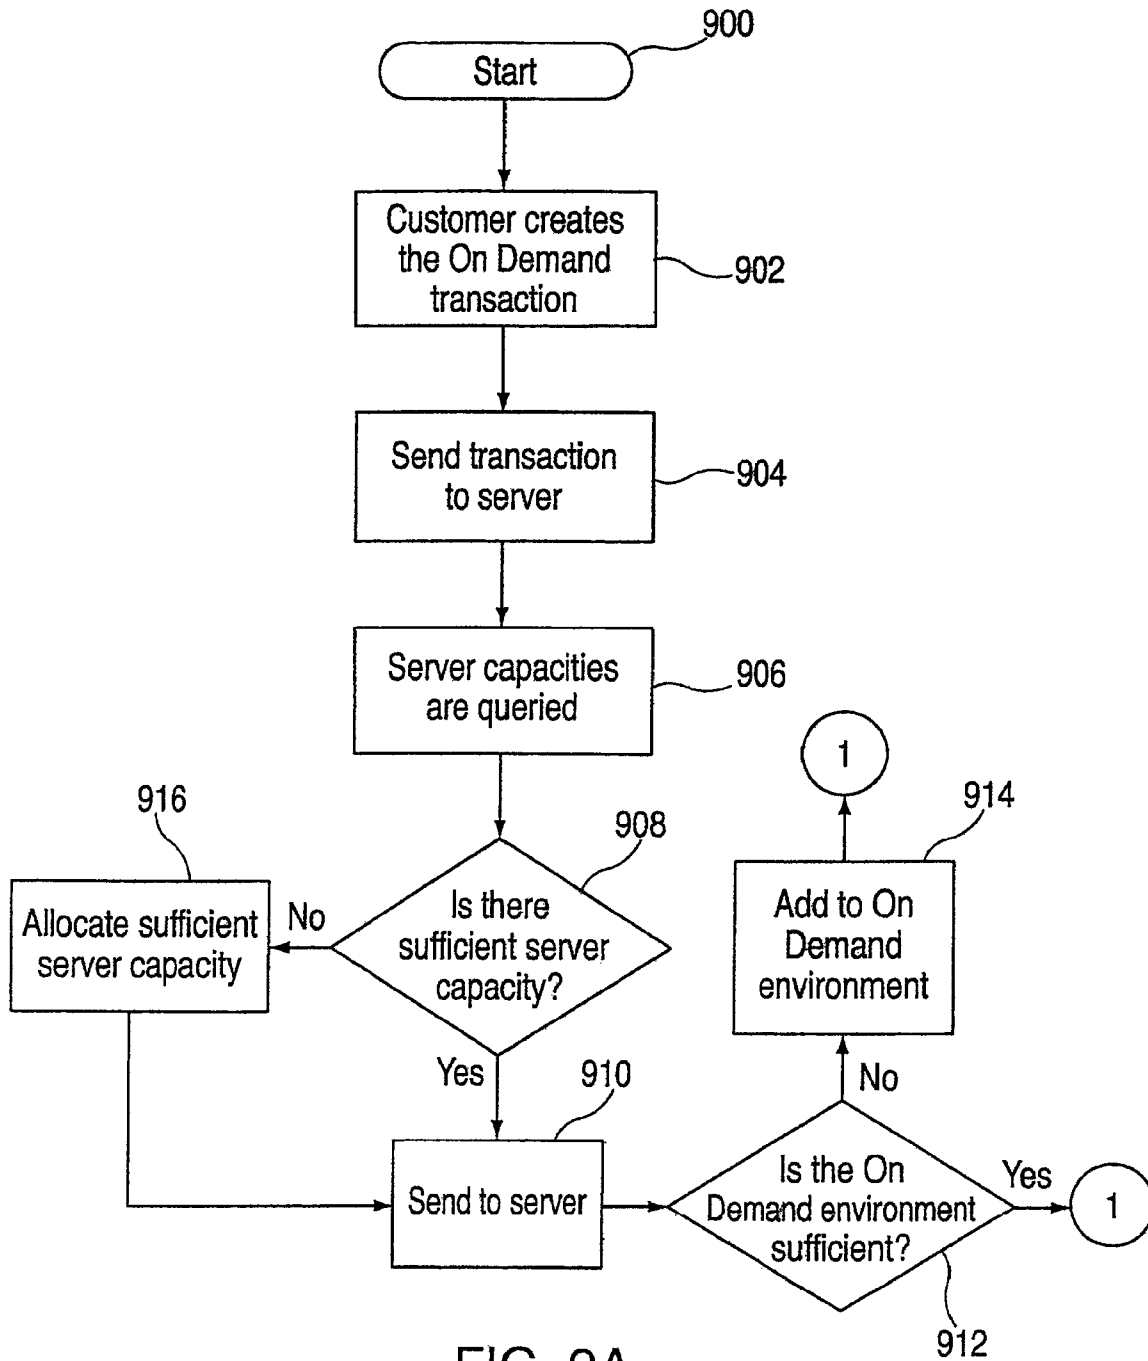 900
Start
Customer creates
the On Demand
transaction
902
Send transaction
to server
904
Server capacities
are queried
906
1
916
908
914
Allocate sufficient
server capacity
No
Is there
sufficient server
capacity?
Add to On
Demand
environment
Yes
910
No
Send to server
Is the On
Demand environment
sufficient?
Yes
1
912